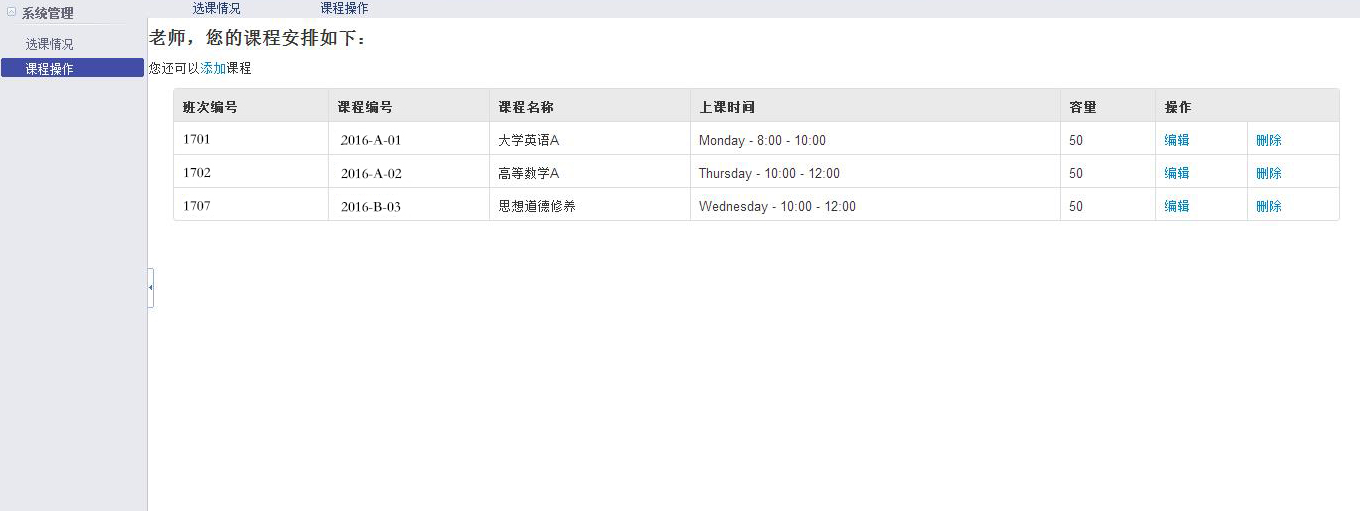 系统管理
选课情况
课程操作
选课情况 课程操作
老师，您的课程安排如下：
您还可以添加课程
班次编号 课程编号 课程名称 上课时间 容量 操作
1701 2016-A-01 大学英语A Monday - 8:00 - 10:00 50 编辑 删除
1702 2016-A-02 高等数学A Thursday - 10:00 - 12:00 50 编辑 删除
1707 2016-B-03 思想道德修养 Wednesday - 10:00 - 12:00 50 编辑 删除